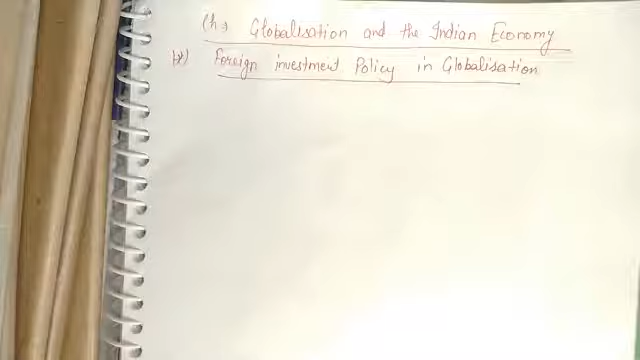 Ch:→ Globalisation and the Indian Economy
Foreign investment Policy in Globalisation